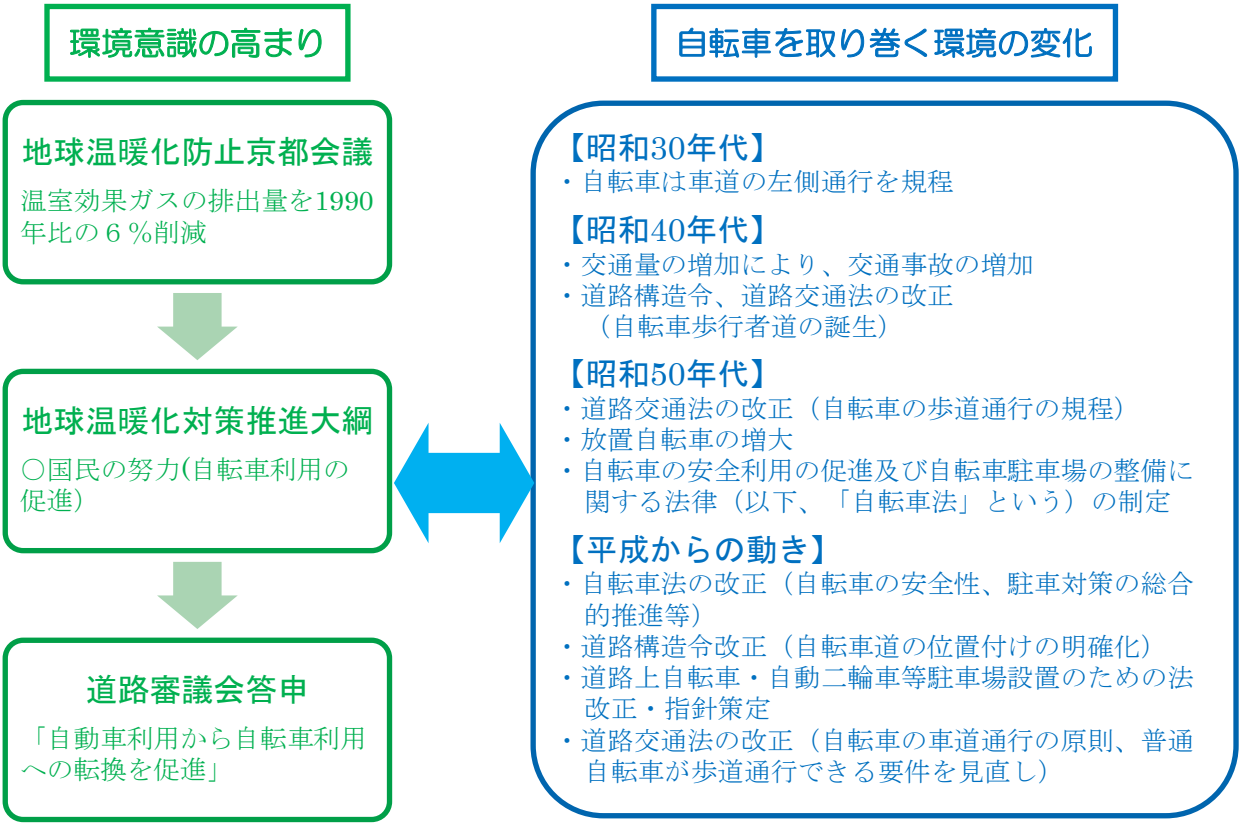 環境意識の高まり
地球温暖化防止京都会議
温室効果ガスの排出量を1990
年比の6%削減
地球温暖化対策推進大綱
○国民の努力(自転車利用の
促進)
道路審議会答申
「自動車利用から自転車利用
への転換を促進」
自転車を取り巻く環境の変化
【昭和30年代】
・自転車は車道の左側通行を規程
【昭和40年代】
・交通量の増加により、交通事故の増加
・道路構造令、道路交通法の改正
（自転車歩行者道の誕生）
【昭和50年代】
・道路交通法の改正（自転車の歩道通行の規程）
・放置自転車の増大
・自転車の安全利用の促進及び自転車駐車場の整備に
関する法律（以下、「自転車法」という）の制定
【平成からの動き】
・自転車法の改正（自転車の安全性、駐車対策の総合
的推進等）
・道路構造令改正（自転車道の位置付けの明確化）
・道路上自転車・自動二輪車等駐車場設置のための法
改正・指針策定
・道路交通法の改正（自転車の車道通行の原則、普通
自転車が歩道通行できる要件を見直し）